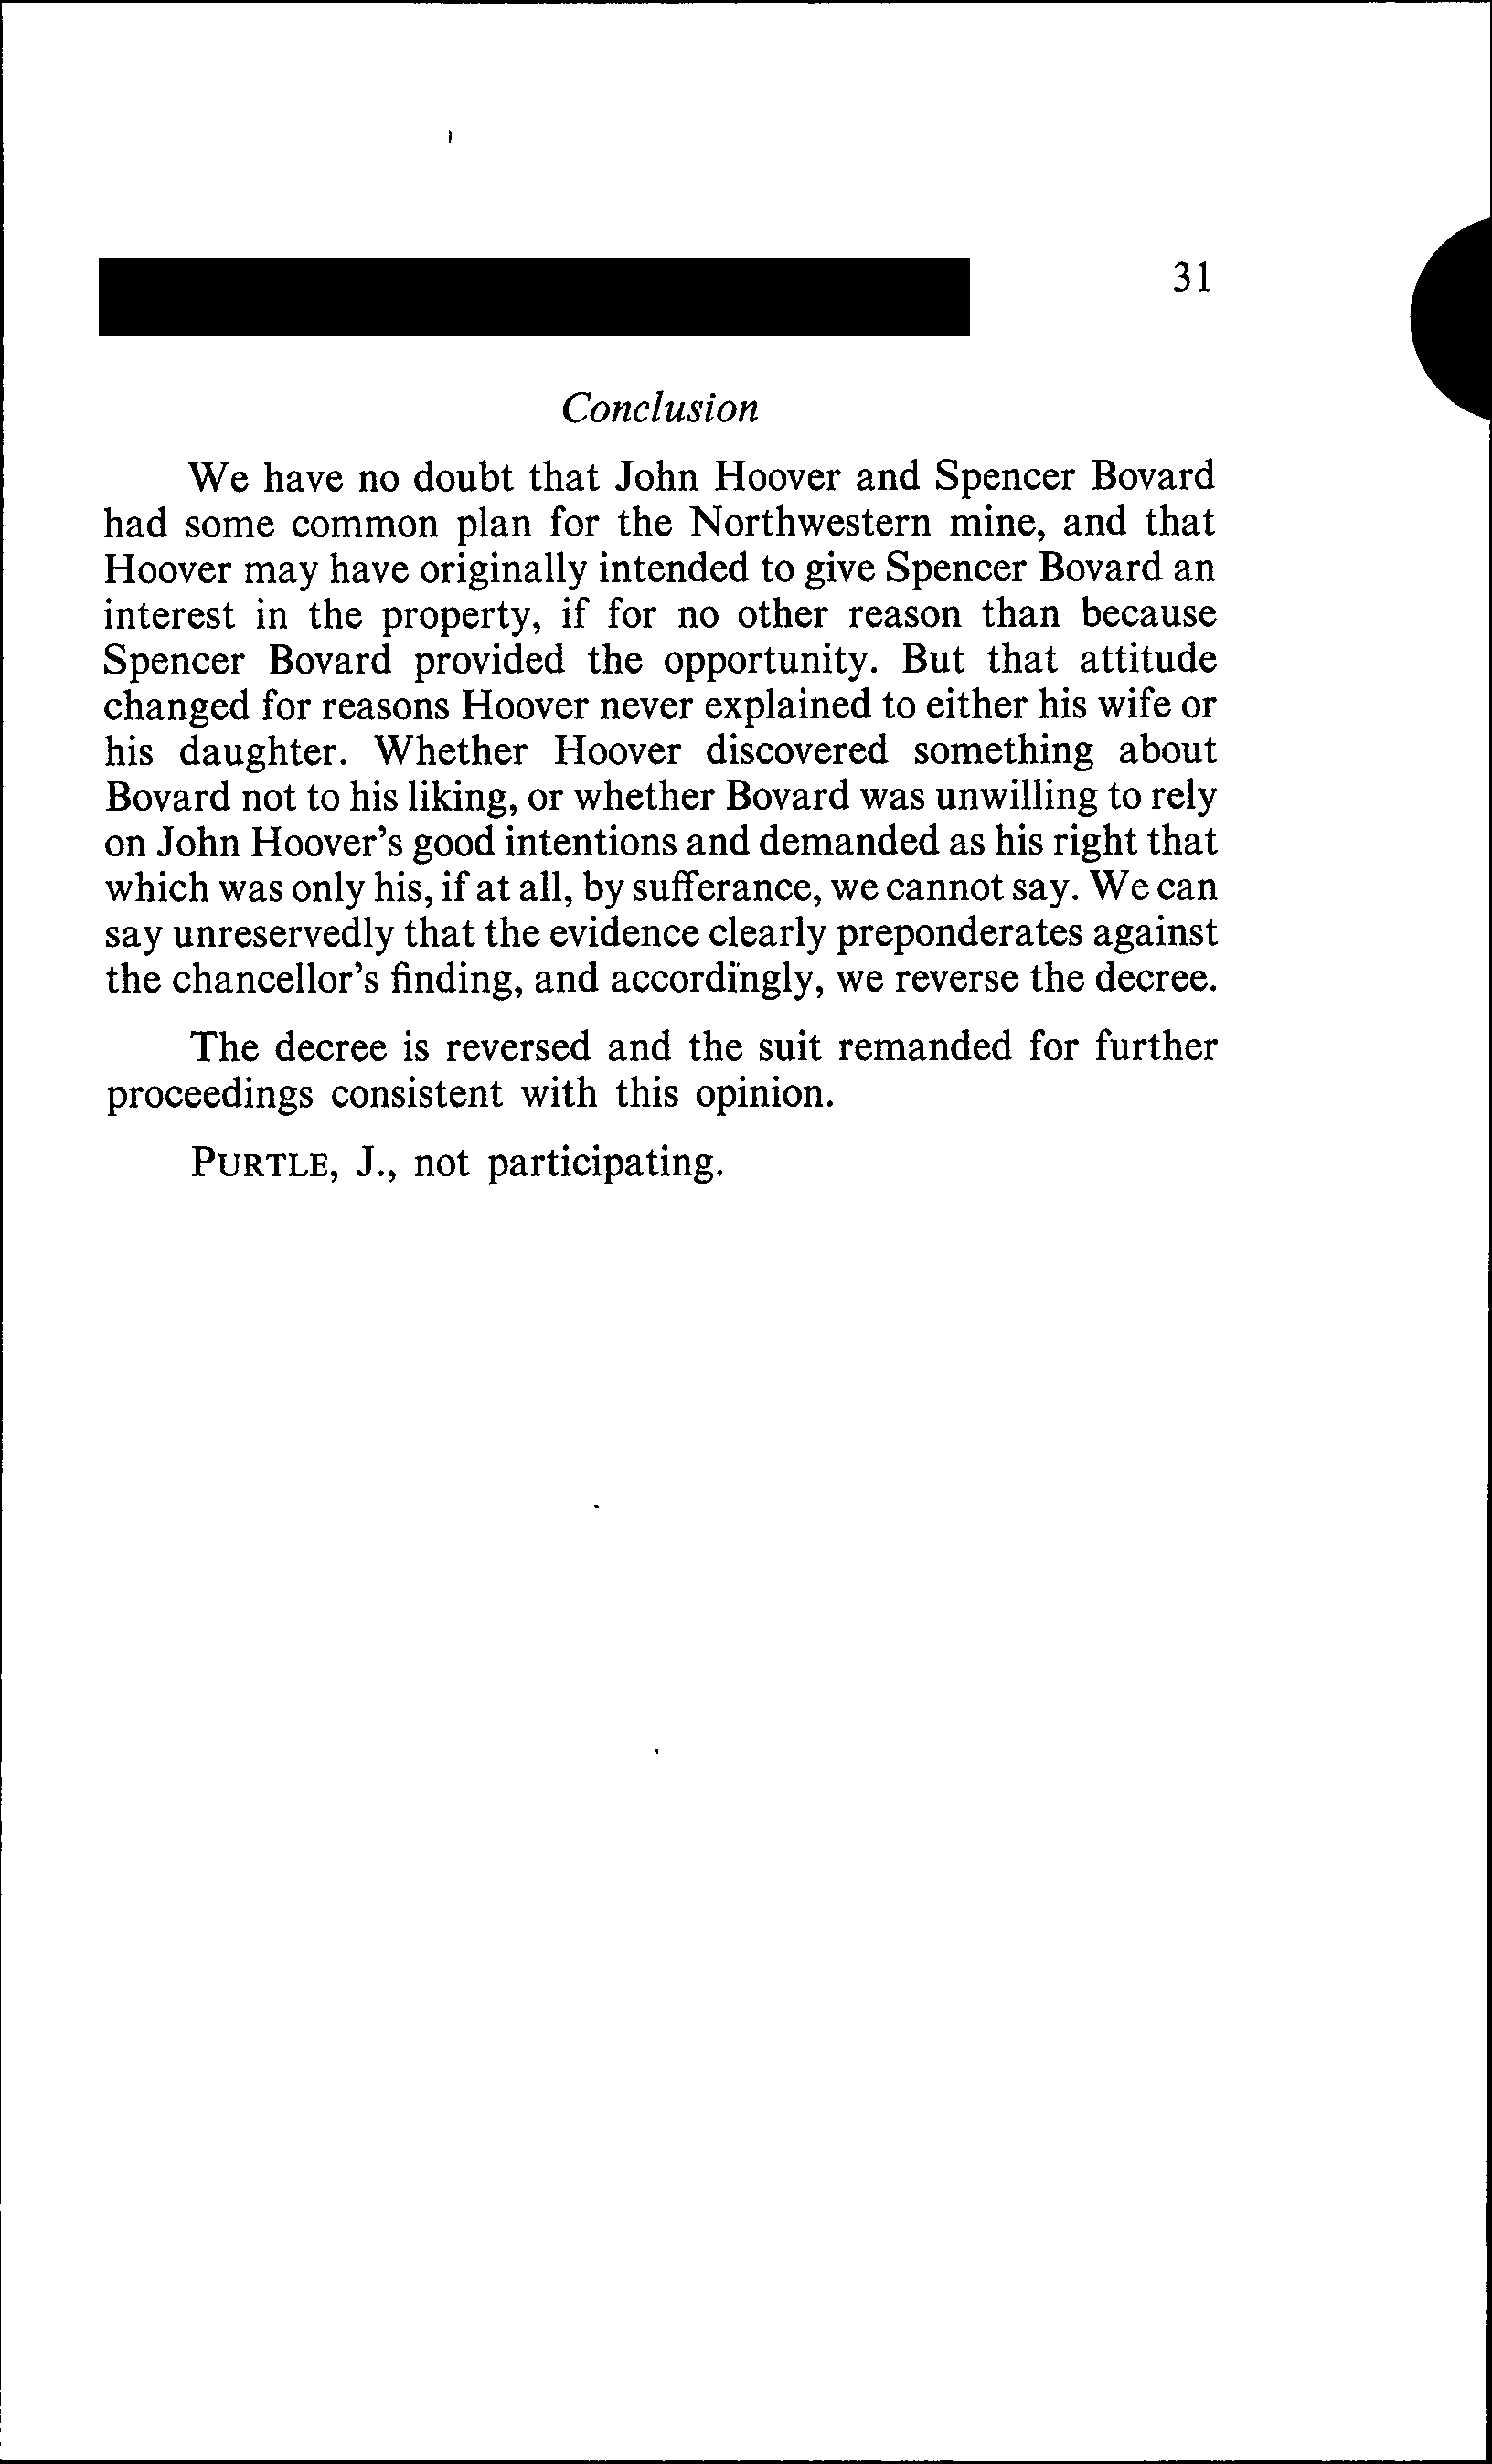 31
Conclusion
We have no doubt that John Hoover and Spencer Bovard
had some common plan for the Northwestern mine, and that
Hoover may have originally intended to give Spencer Bovard an
interest in the property, if for no other reason than because
Spencer Bovard provided the opportunity. But that attitude
changed for reasons Hoover never explained to either his wife or
his daughter. Whether Hoover discovered something about
Bovard not to his liking, or whether Bovard was unwilling to rely
on John Hoover's good intentions and demanded as his right that
which was only his, if at all, by sufferance, we cannot say. We can
say unreservedly that the evidence clearly preponderates against
the chancellor's finding, and accordingly, we reverse the decree.
The decree is reversed and the suit remanded for further
proceedings consistent with this opinion.
PURTLE, J., not participating.